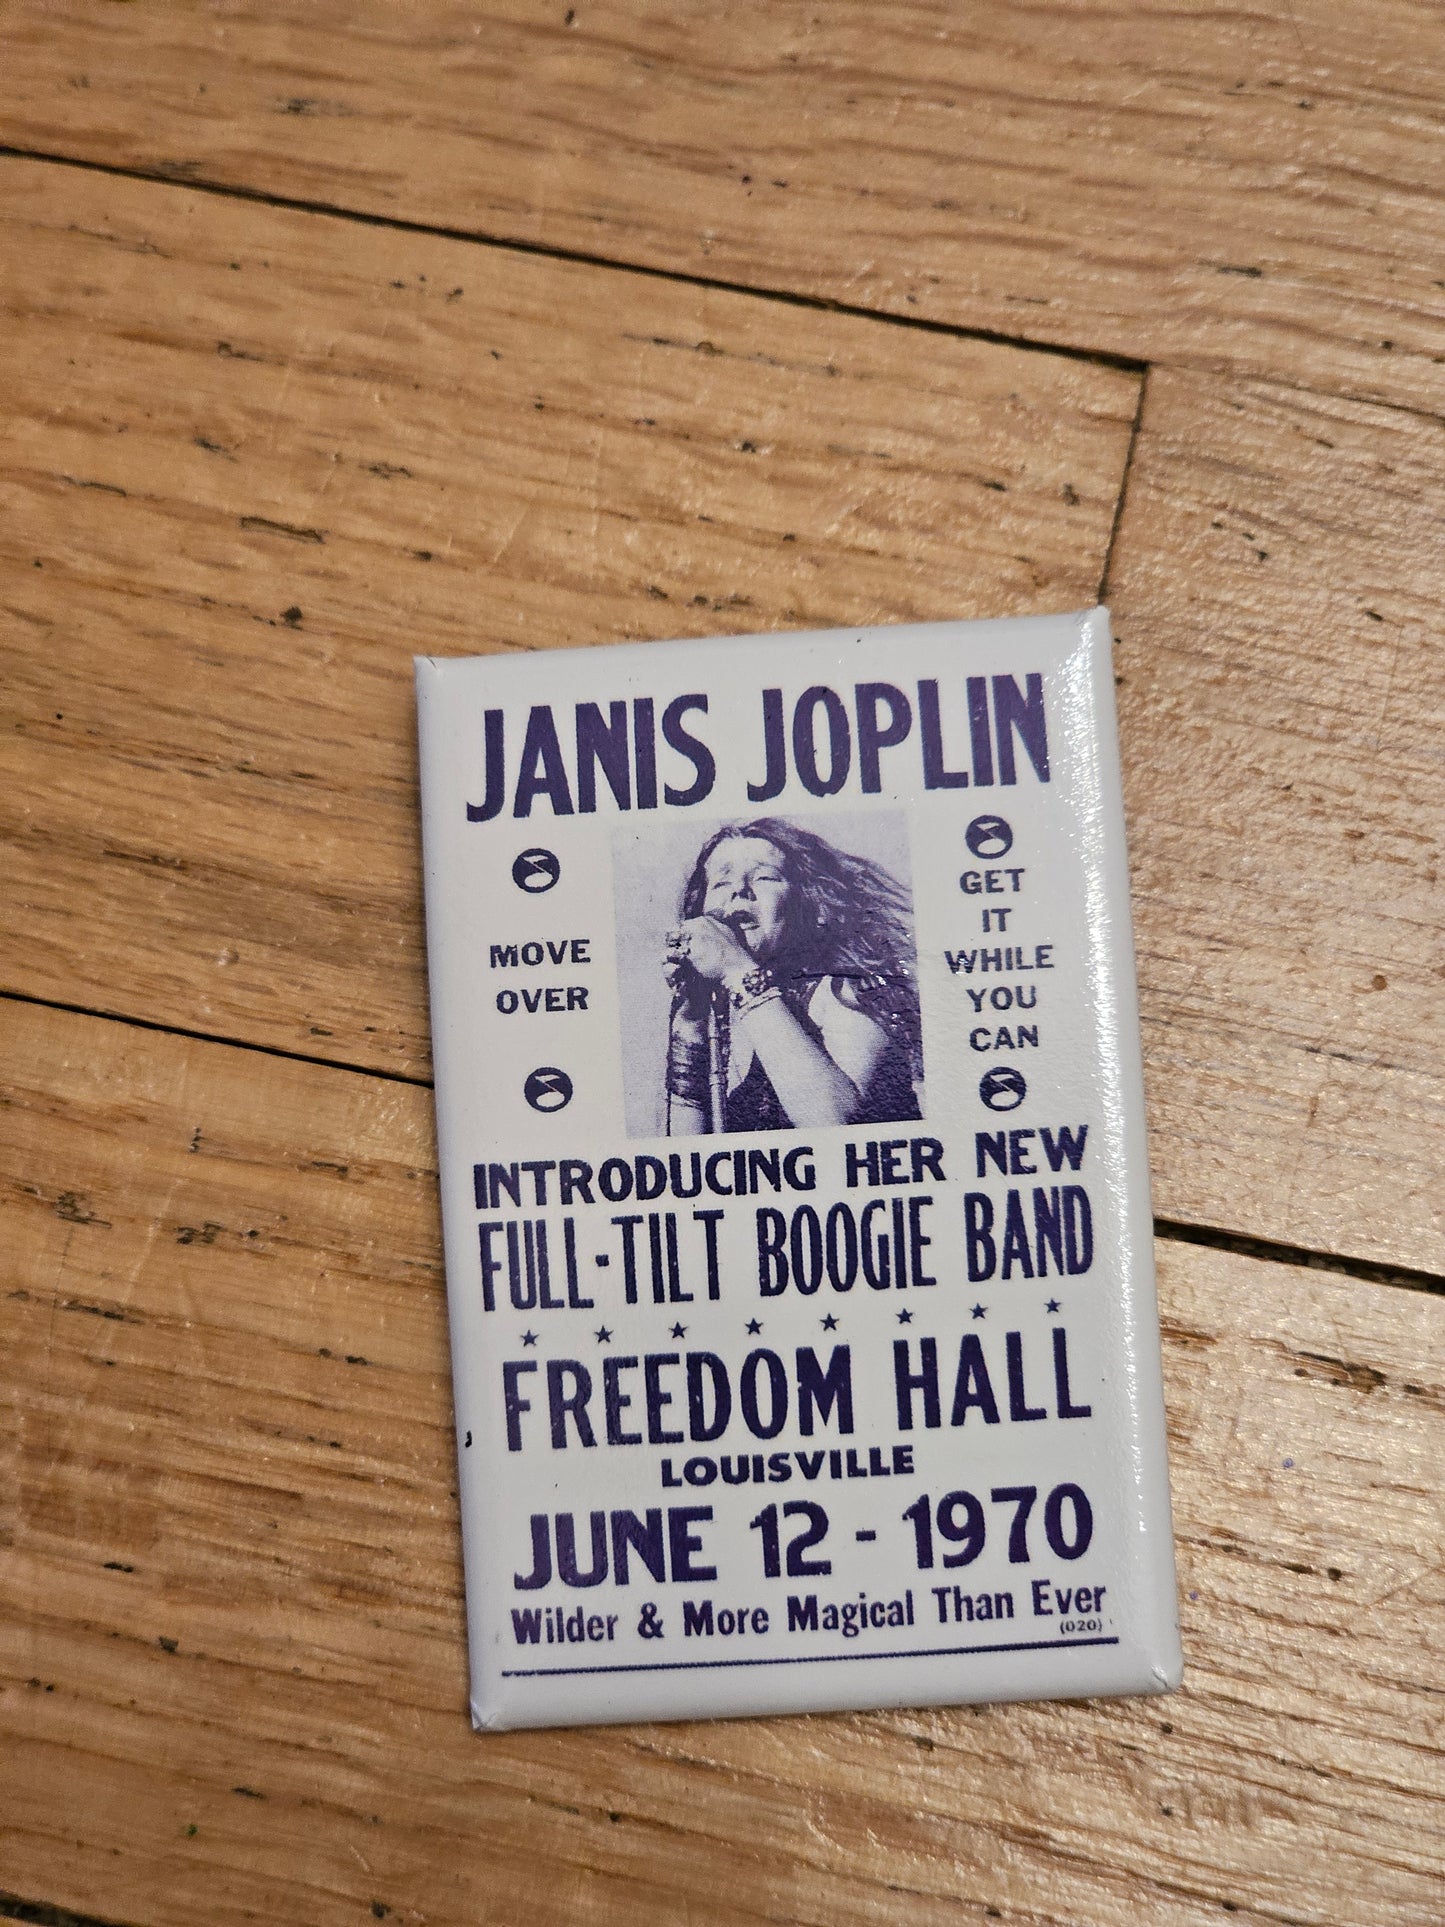 JANIS JOPLIN
MOVE
OVER
GET
IT
WHILE
YOU
CAN
INTRODUCING HER NEW
FULL-TILT BOOGIE BAND
FREEDOM HALL
LOUISVILLE
JUNE 12 - 1970
Wilder & More Magical Than Ever
(020)